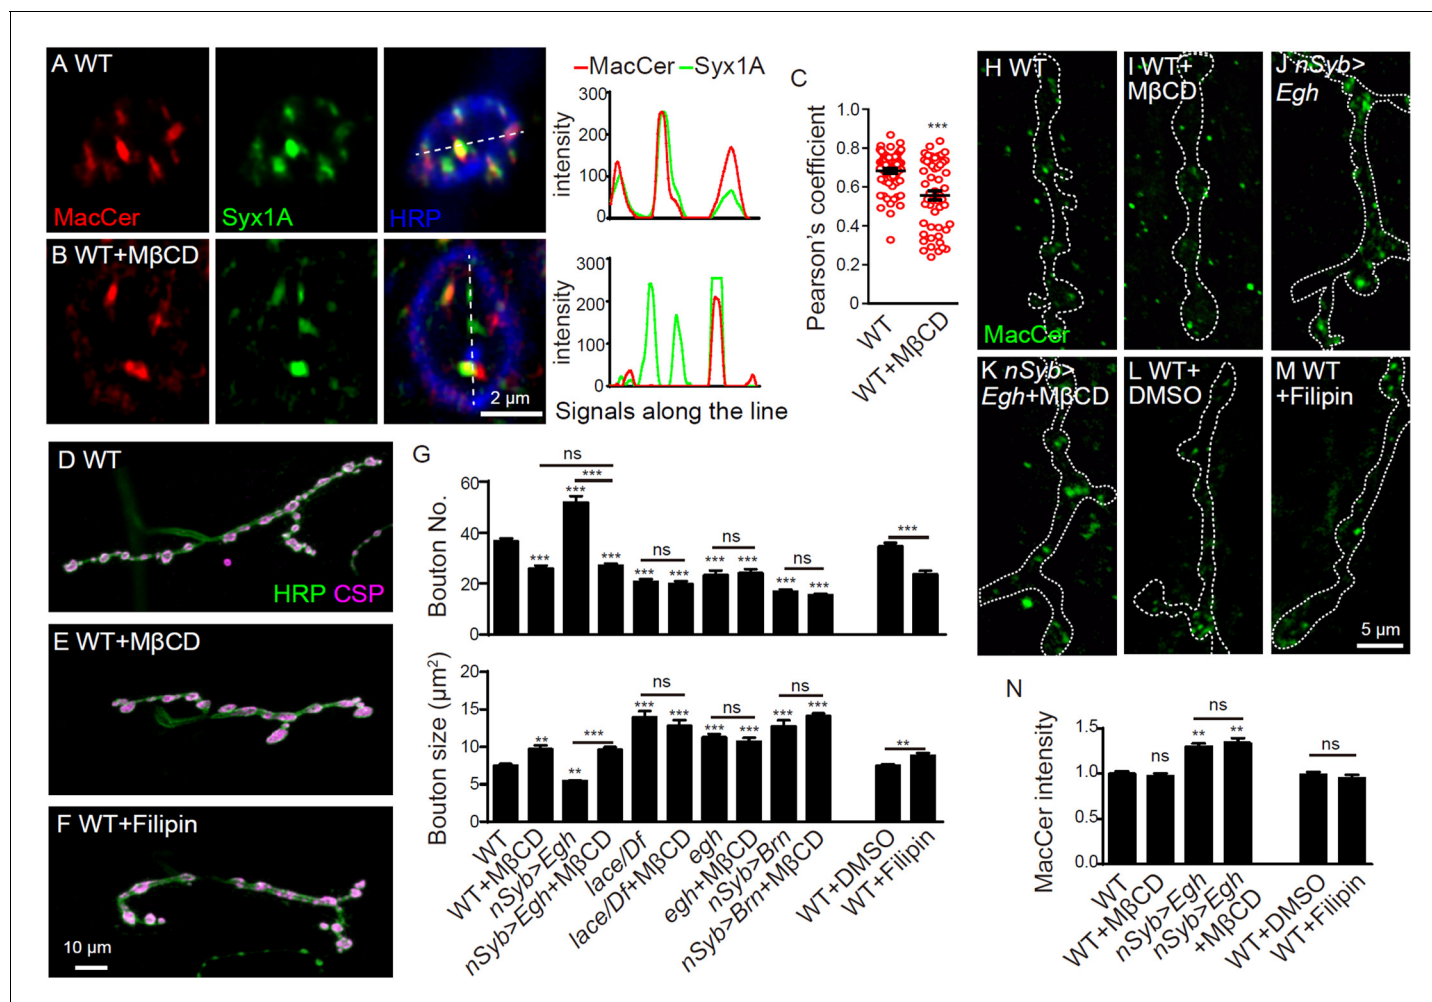 A WT
MacCer
Syx1A
HRP
B WT+MβCD
2 µm
MacCer Syx1A
300
200
100
0
intensity
300
200
100
0
intensity
Signals along the line
C
***
1.0
0.8
0.6
0.4
0.2
0
Pearson's coefficient
WT
WT+MβCD
D WT
HRP CSP
E WT+MβCD
F WT+Filipin
10 µm
G
ns
***
***
***
***
ns
*** ***
ns
*** ***
ns
*** ***
***
60
40
20
0
Bouton No.
20
15
10
5
0
Bouton size (µm²)
**
**
***
ns
*** ***
ns
*** ***
ns
*** ***
**
WT
WT+MβCD
nSyb>Egh
nSyb>Egh+MβCD
lace/Df
lace/Df+MβCD
egh
egh+MβCD
nSyb>Brn
nSyb>Brn+MβCD
WT+DMSO
WT+Filipin
H WT
MacCer
I WT+
MβCD
J nSyb>
Egh
K nSyb>
Egh+MβCD
L WT+
DMSO
M WT
+Filipin
5 µm
N
ns
ns
** **
ns
1.5
1.0
0.5
0.0
MacCer intensity
WT
WT+MβCD
nSyb>Egh
nSyb>Egh
+MβCD
WT+DMSO
WT+Filipin